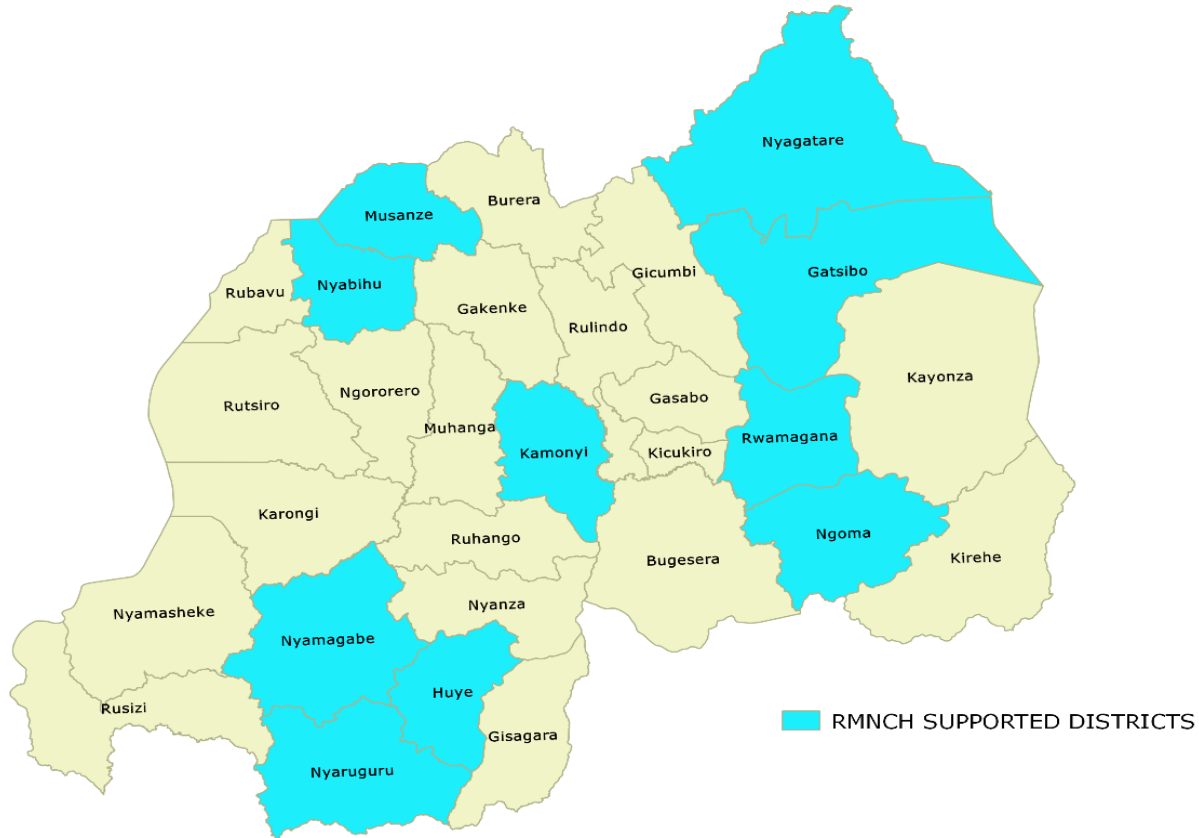 Nyagatare
Burera
Musanze
Gatsibo
Gicumbi
Nyabihu
Rubavu
Gakenke
Rulindo
Kayonza
Ngororero
Gasabo
Rutsiro
Muhanga
Rwamagana
Kamonyi
Kicukiro
Karongi
Ngoma
Ruhango
Kirehe
Bugesera
Nyanza
Nyamasheke
Nyamagabe
Huye
Rusizi
RMNCH SUPPORTED DISTRICTS
Gisagara
Nyaruguru